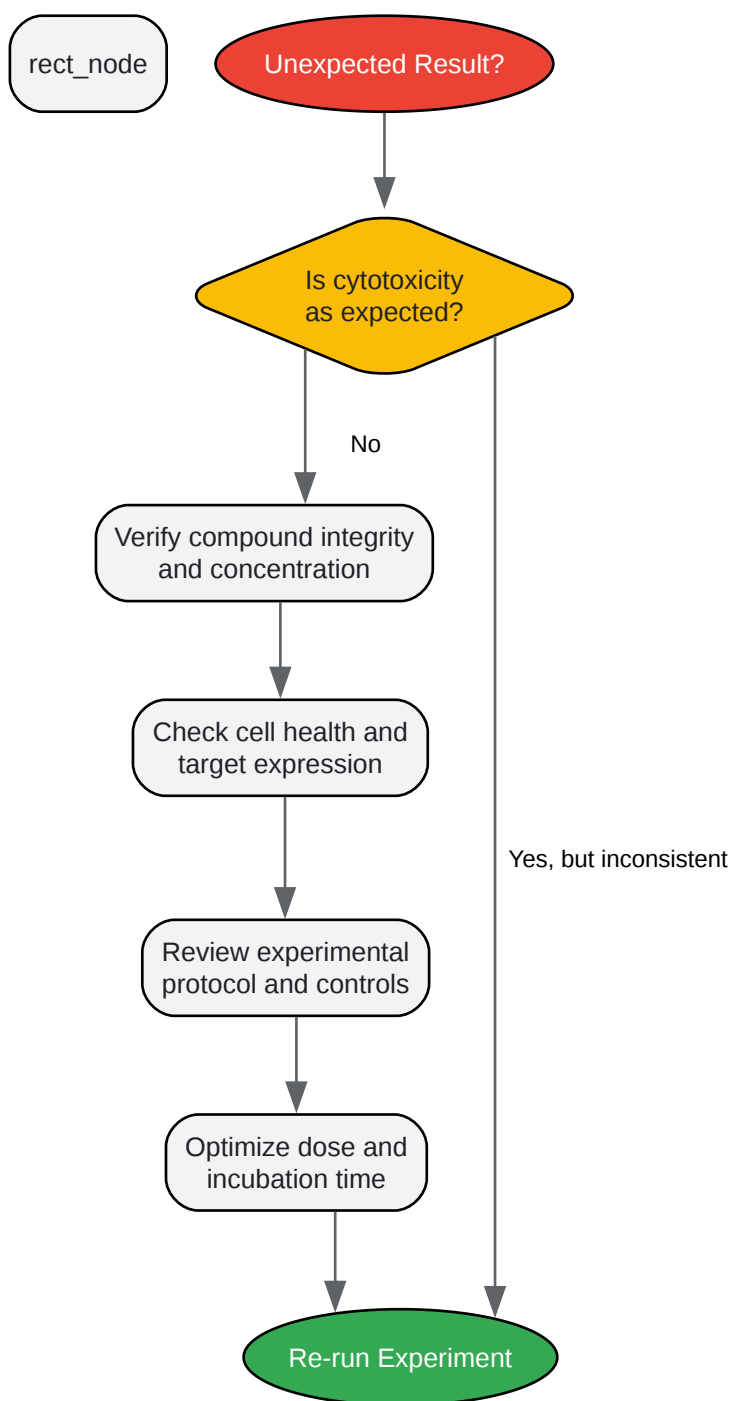 rect_node
Unexpected Result?
Is cytotoxicity
as expected?
No
Verify compound integrity
and concentration
Check cell health and
target expression
Yes, but inconsistent
Review experimental
protocol and controls
Optimize dose and
incubation time
Re-run Experiment